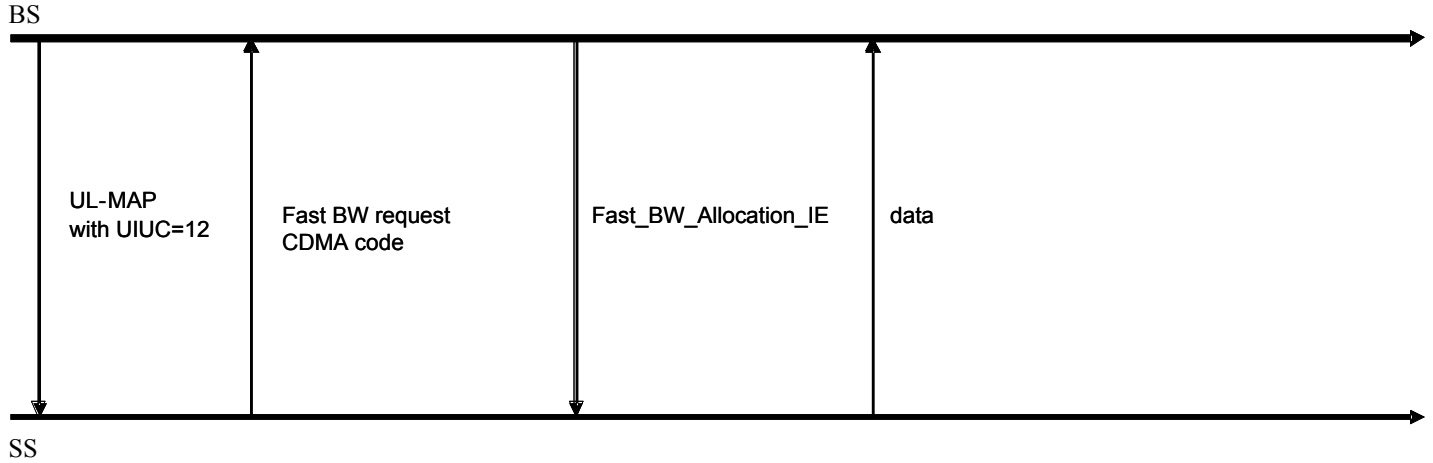 BS
UL-MAP
with UIUC=12
Fast BW request
CDMA code
Fast_BW_Allocation_IE
data
SS